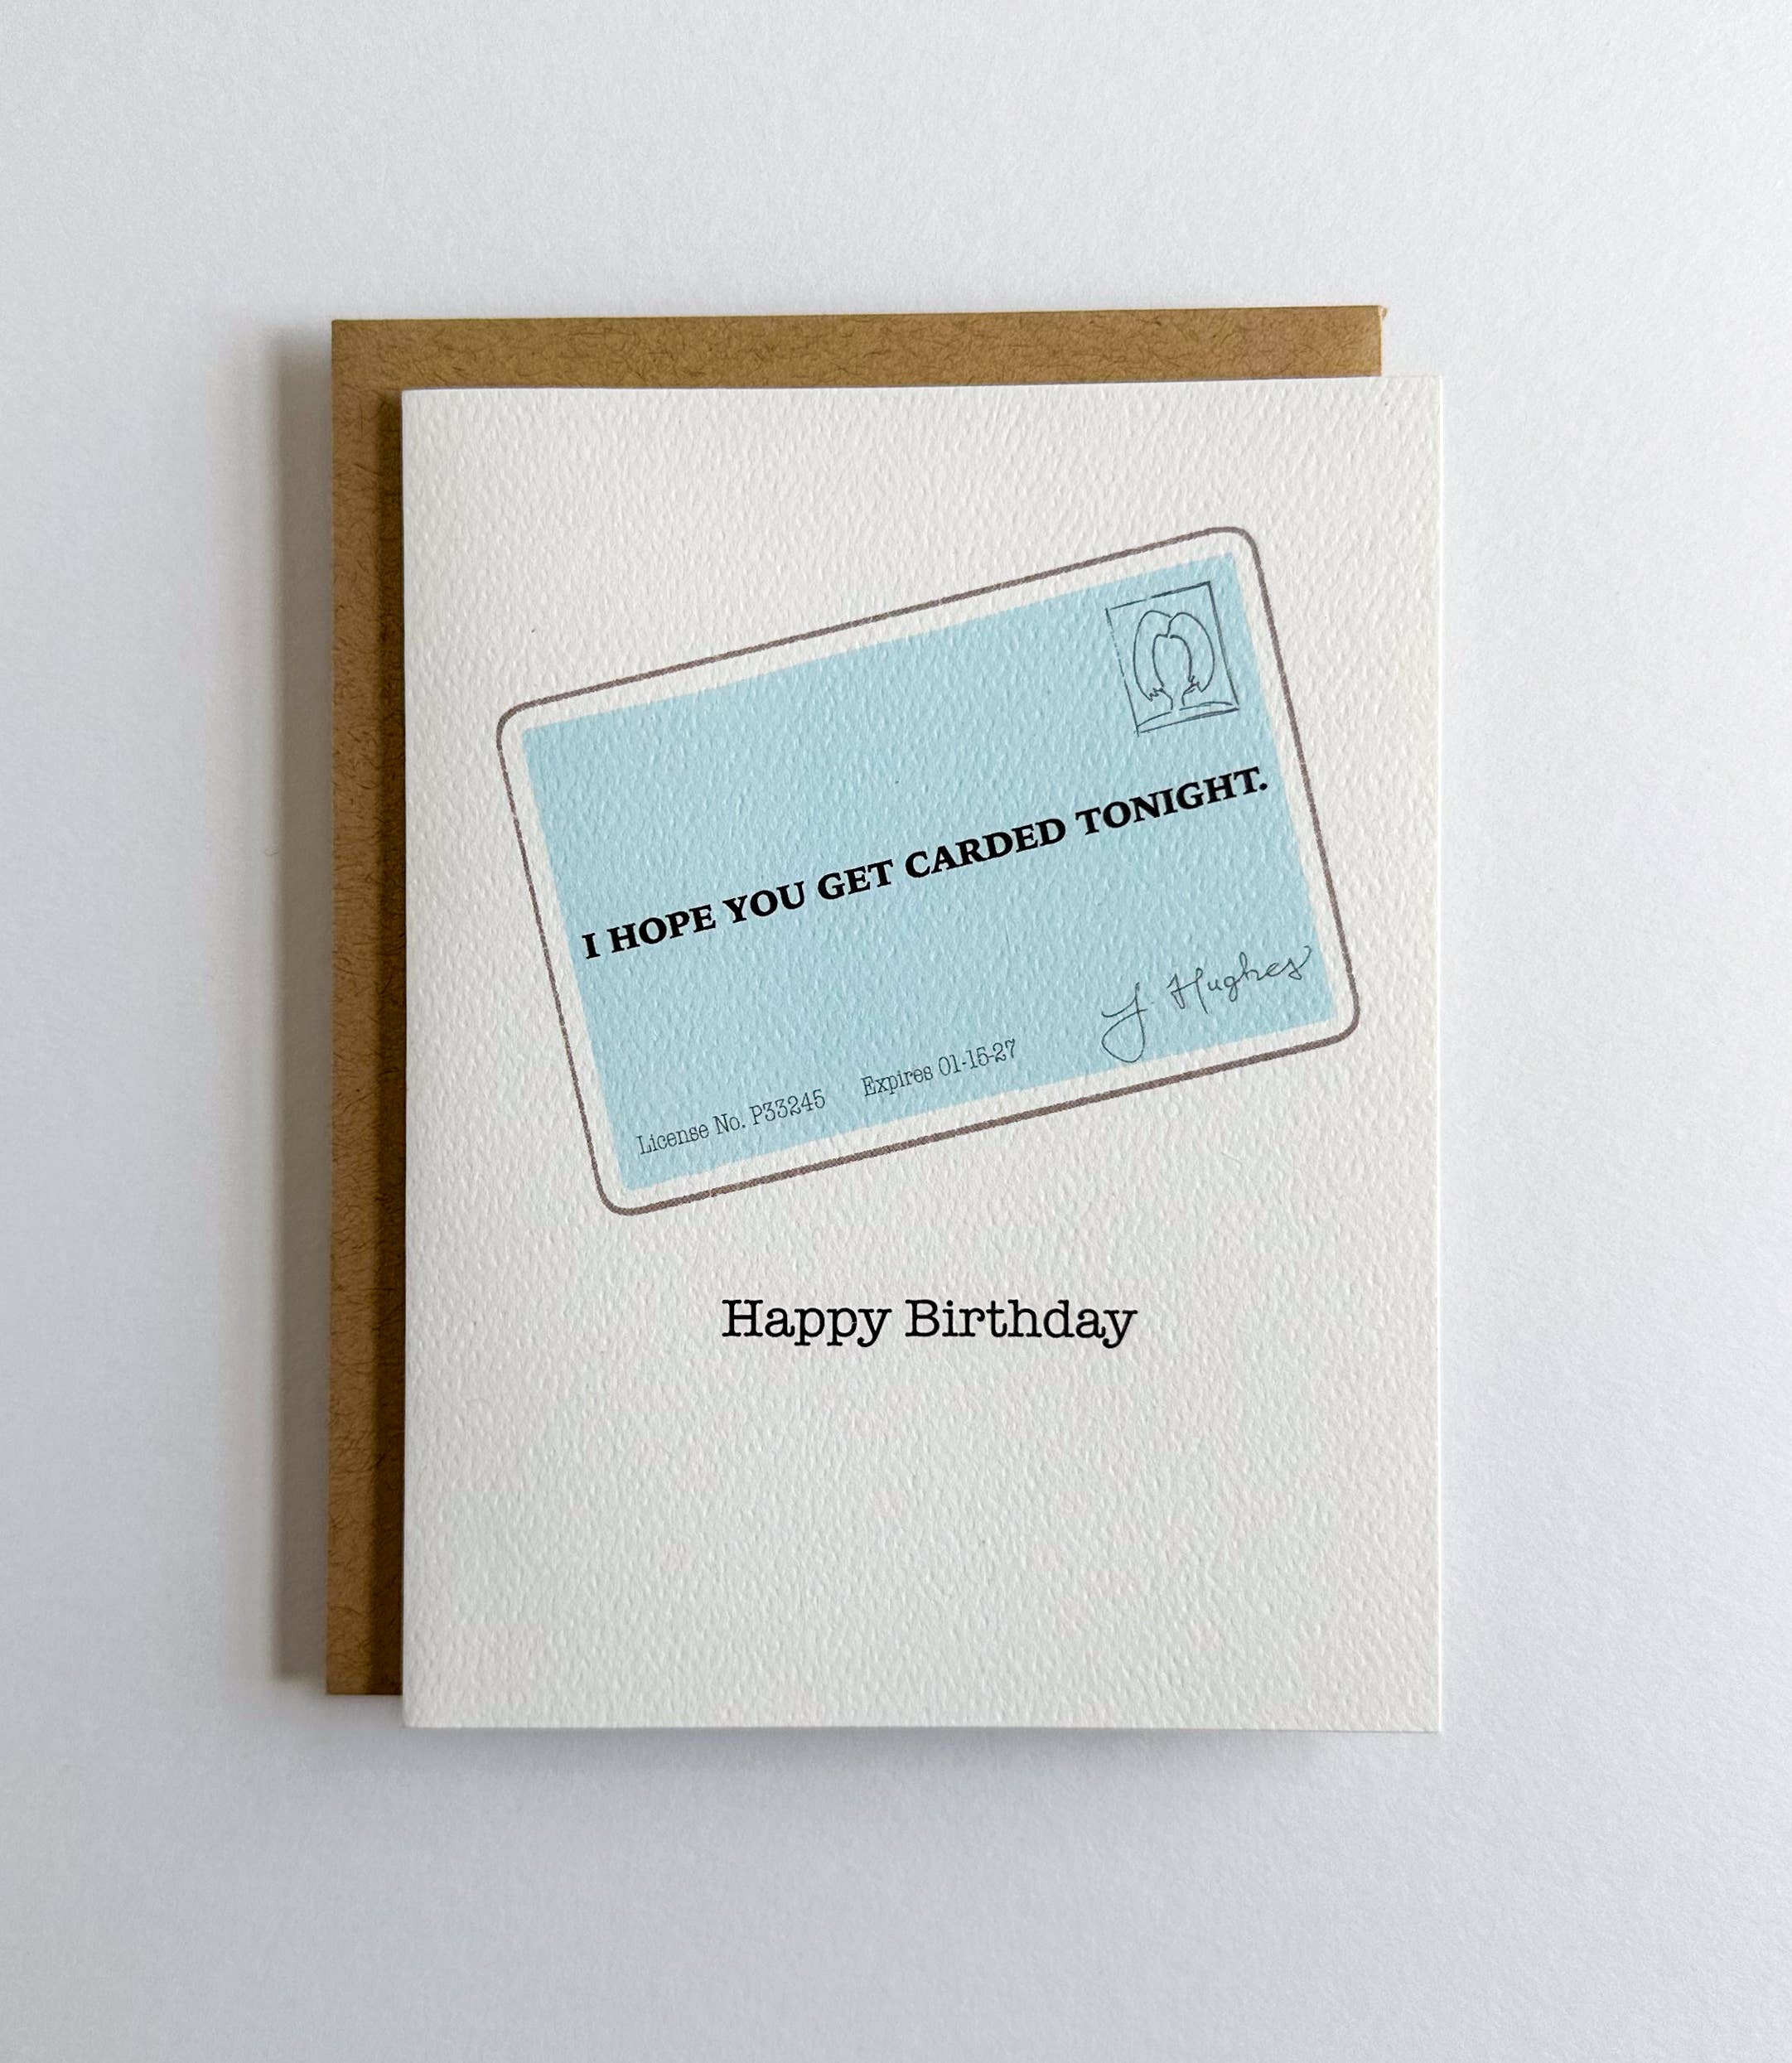 I HOPE YOU GET CARDED TONIGHT.
J. Hughes
License No. P33245 Expires 01-15-27
Happy Birthday